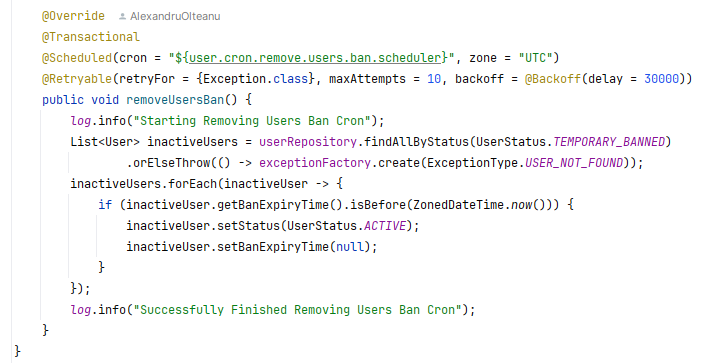 @Override AlexandruOlteanu
@Transactional
@Scheduled(cron = "${user.cron.remove.users.ban.scheduler}", zone = "UTC")
@Retryable(retryFor = {Exception.class}, maxAttempts = 10, backoff = @Backoff(delay = 30000))
public void removeUsersBan() {
log.info("Starting Removing Users Ban Cron");
List<User> inactiveUsers = userRepository.findAllByStatus(UserStatus.TEMPORARY_BANNED)
.orElseThrow(() -> exceptionFactory.create(ExceptionType.USER_NOT_FOUND));
inactiveUsers.forEach(inactiveUser -> {
if (inactiveUser.getBanExpiryTime().isBefore(ZonedDateTime.now())) {
inactiveUser.setStatus(UserStatus.ACTIVE);
inactiveUser.setBanExpiryTime(null);
}
});
log.info("Successfully Finished Removing Users Ban Cron");
}
}